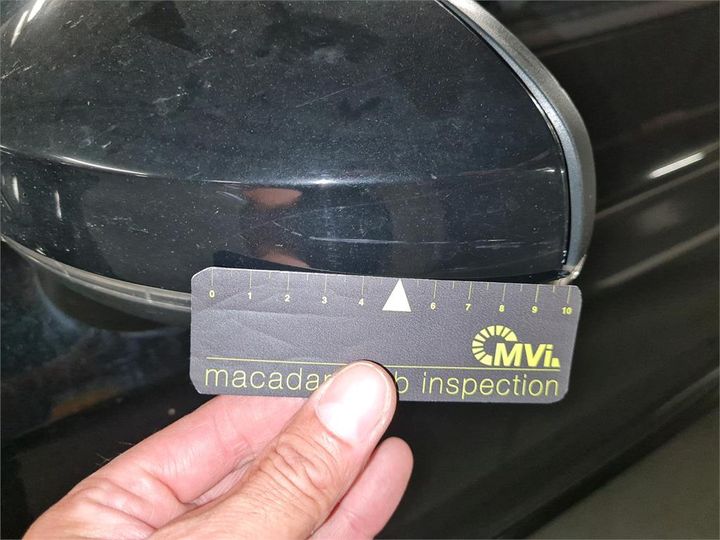 0 1 2 3 4 6 7 8 9 10
MVi
macadam b inspection